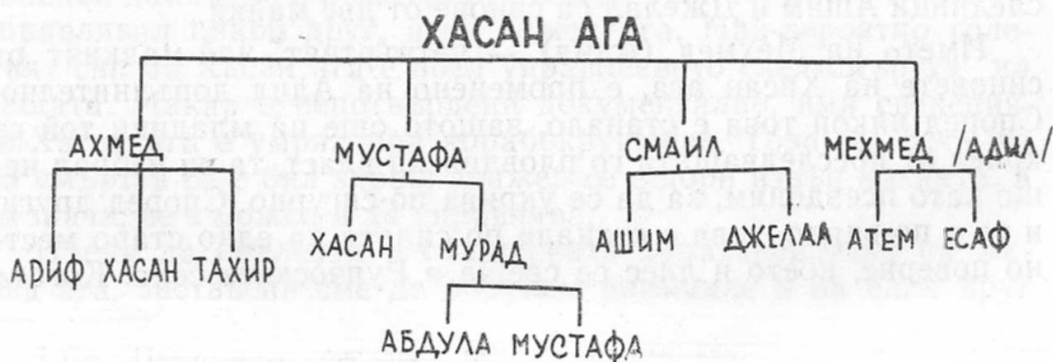 ХАСАН АГА
АХМЕД МУСТАФА СМАИЛ МЕХМЕД /АДИЛ/
ХАСАН МУРАД АШИМ ДЖЕЛАЛ АТЕМ ЕСАФ
АРИФ ХАСАН ТАХИР
АБДУЛА МУСТАФА